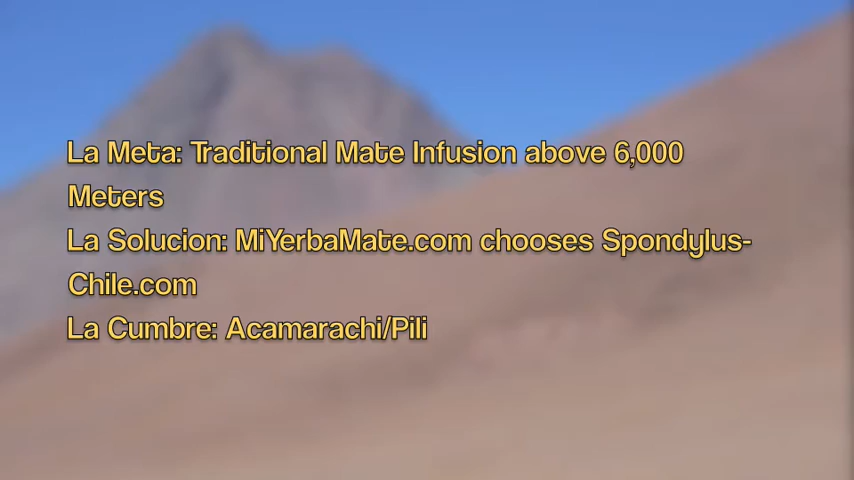 La Meta: Traditional Mate Infusion above 6,000
Meters
La Solucion: MiYerbaMate.com chooses Spondylus-
Chile.com
La Cumbre: Acamarachi/Pili